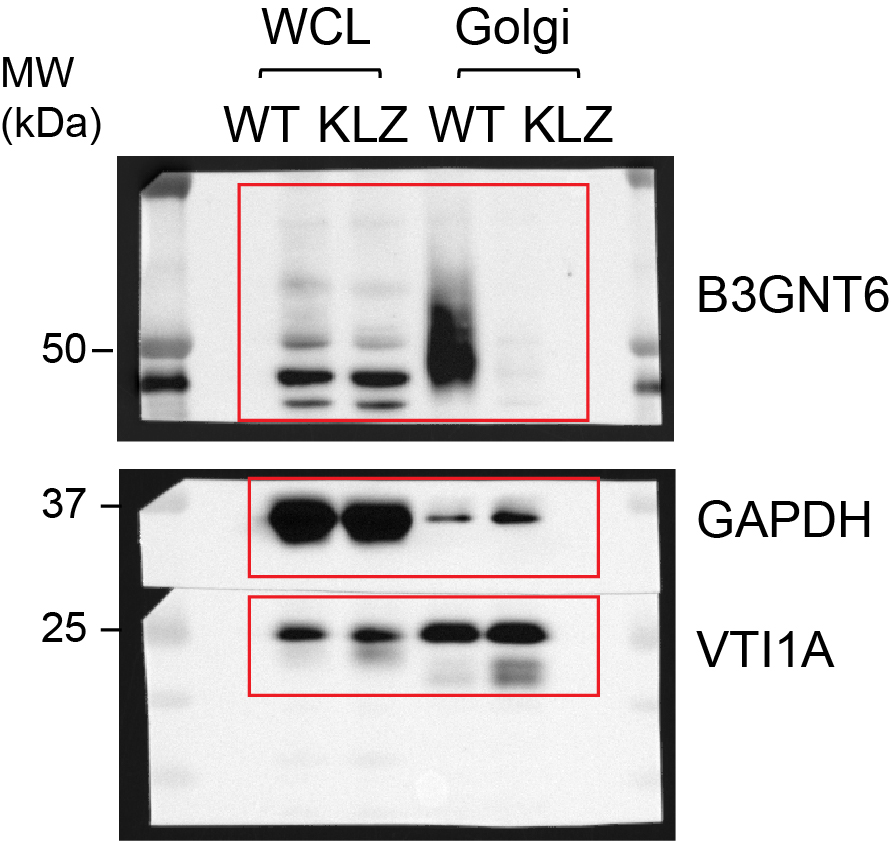 WCL Golgi
MW
(kDa)
WT KLZ WT KLZ
B3GNT6
50
37
GAPDH
25
VTI1A